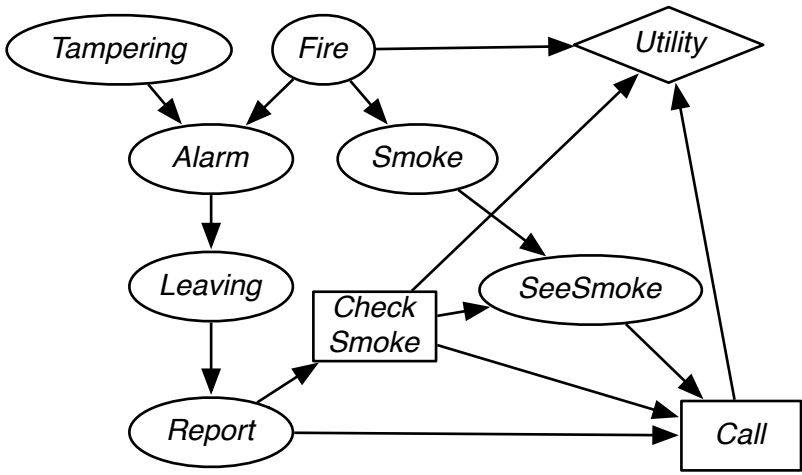 Tampering
Fire
Utility
Alarm
Smoke
Leaving
Check
Smoke
SeeSmoke
Report
Call